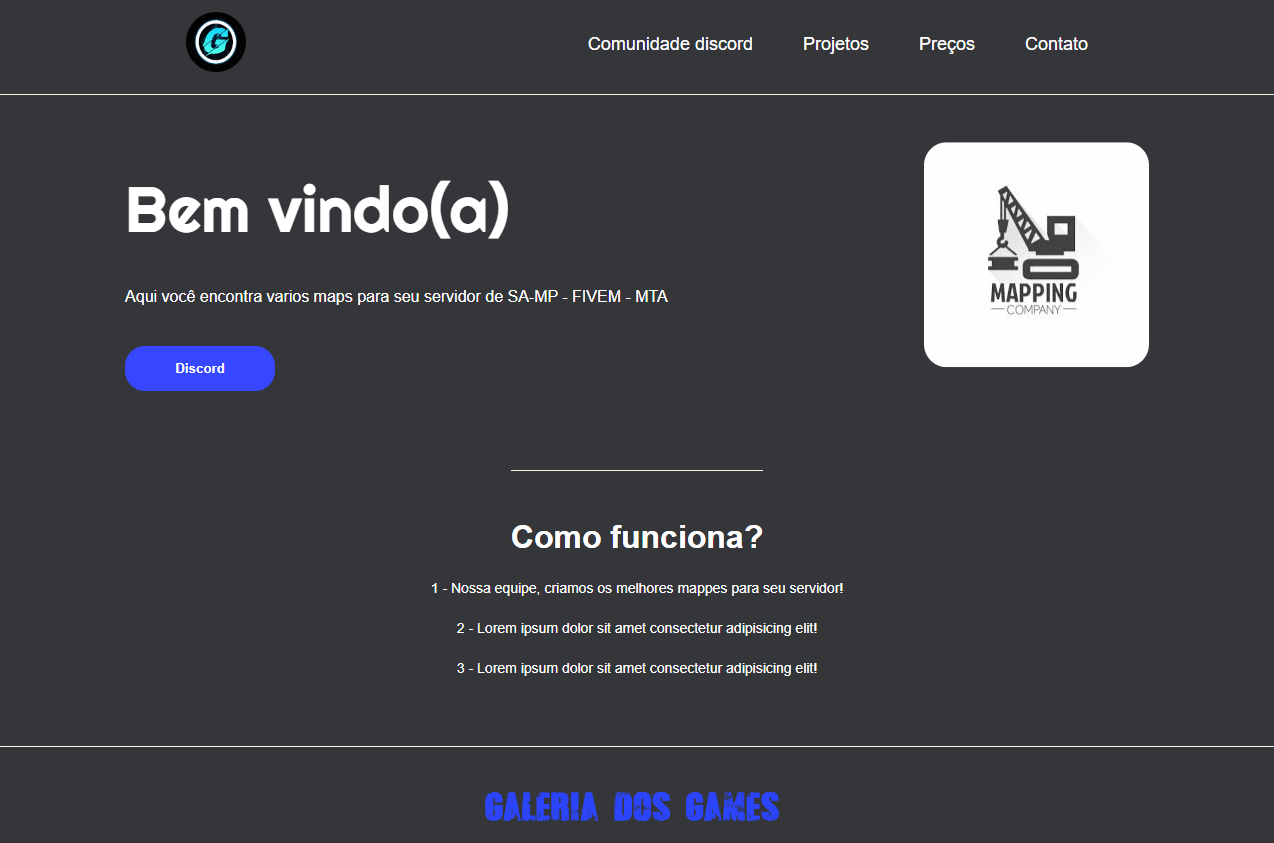 G
Comunidade discord Projetos Preços Contato
Bem vindo(a)
Aqui você encontra varios maps para seu servidor de SA-MP - FIVEM - MTA
Discord
MAPPING
COMPANY
Como funciona?
1 - Nossa equipe, criamos os melhores mappes para seu servidor!
2 - Lorem ipsum dolor sit amet consectetur adipisicing elit!
3 - Lorem ipsum dolor sit amet consectetur adipisicing elit!
GALERIA DOS GAMES